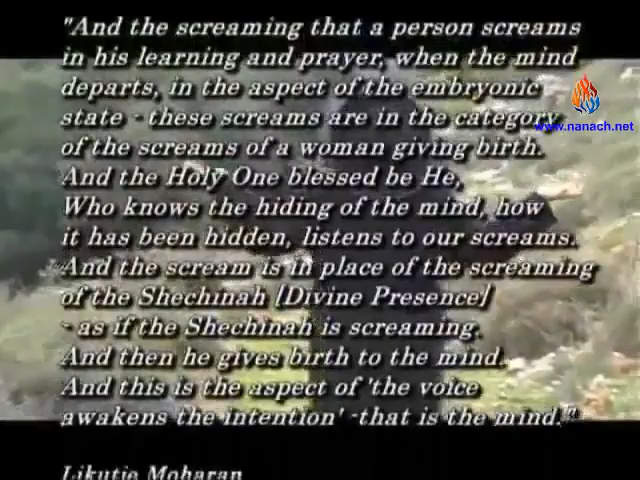 "And the screaming that a person screams
in his learning and prayer, when the mind
departs, in the aspect of the embryonic
state - these screams are in the category
of the screams of a woman giving birth.
And the Holy One blessed be He,
Who knows the hiding of the mind, how
it has been hidden, listens to our screams.
And the scream is in place of the screaming
of the Shechinah [Divine Presence]
- as if the Shechinah is screaming.
And then he gives birth to the mind.
And this is the aspect of 'the voice
awakens the intention' -that is the mind."
Likutie Moharan
www.nanach.net